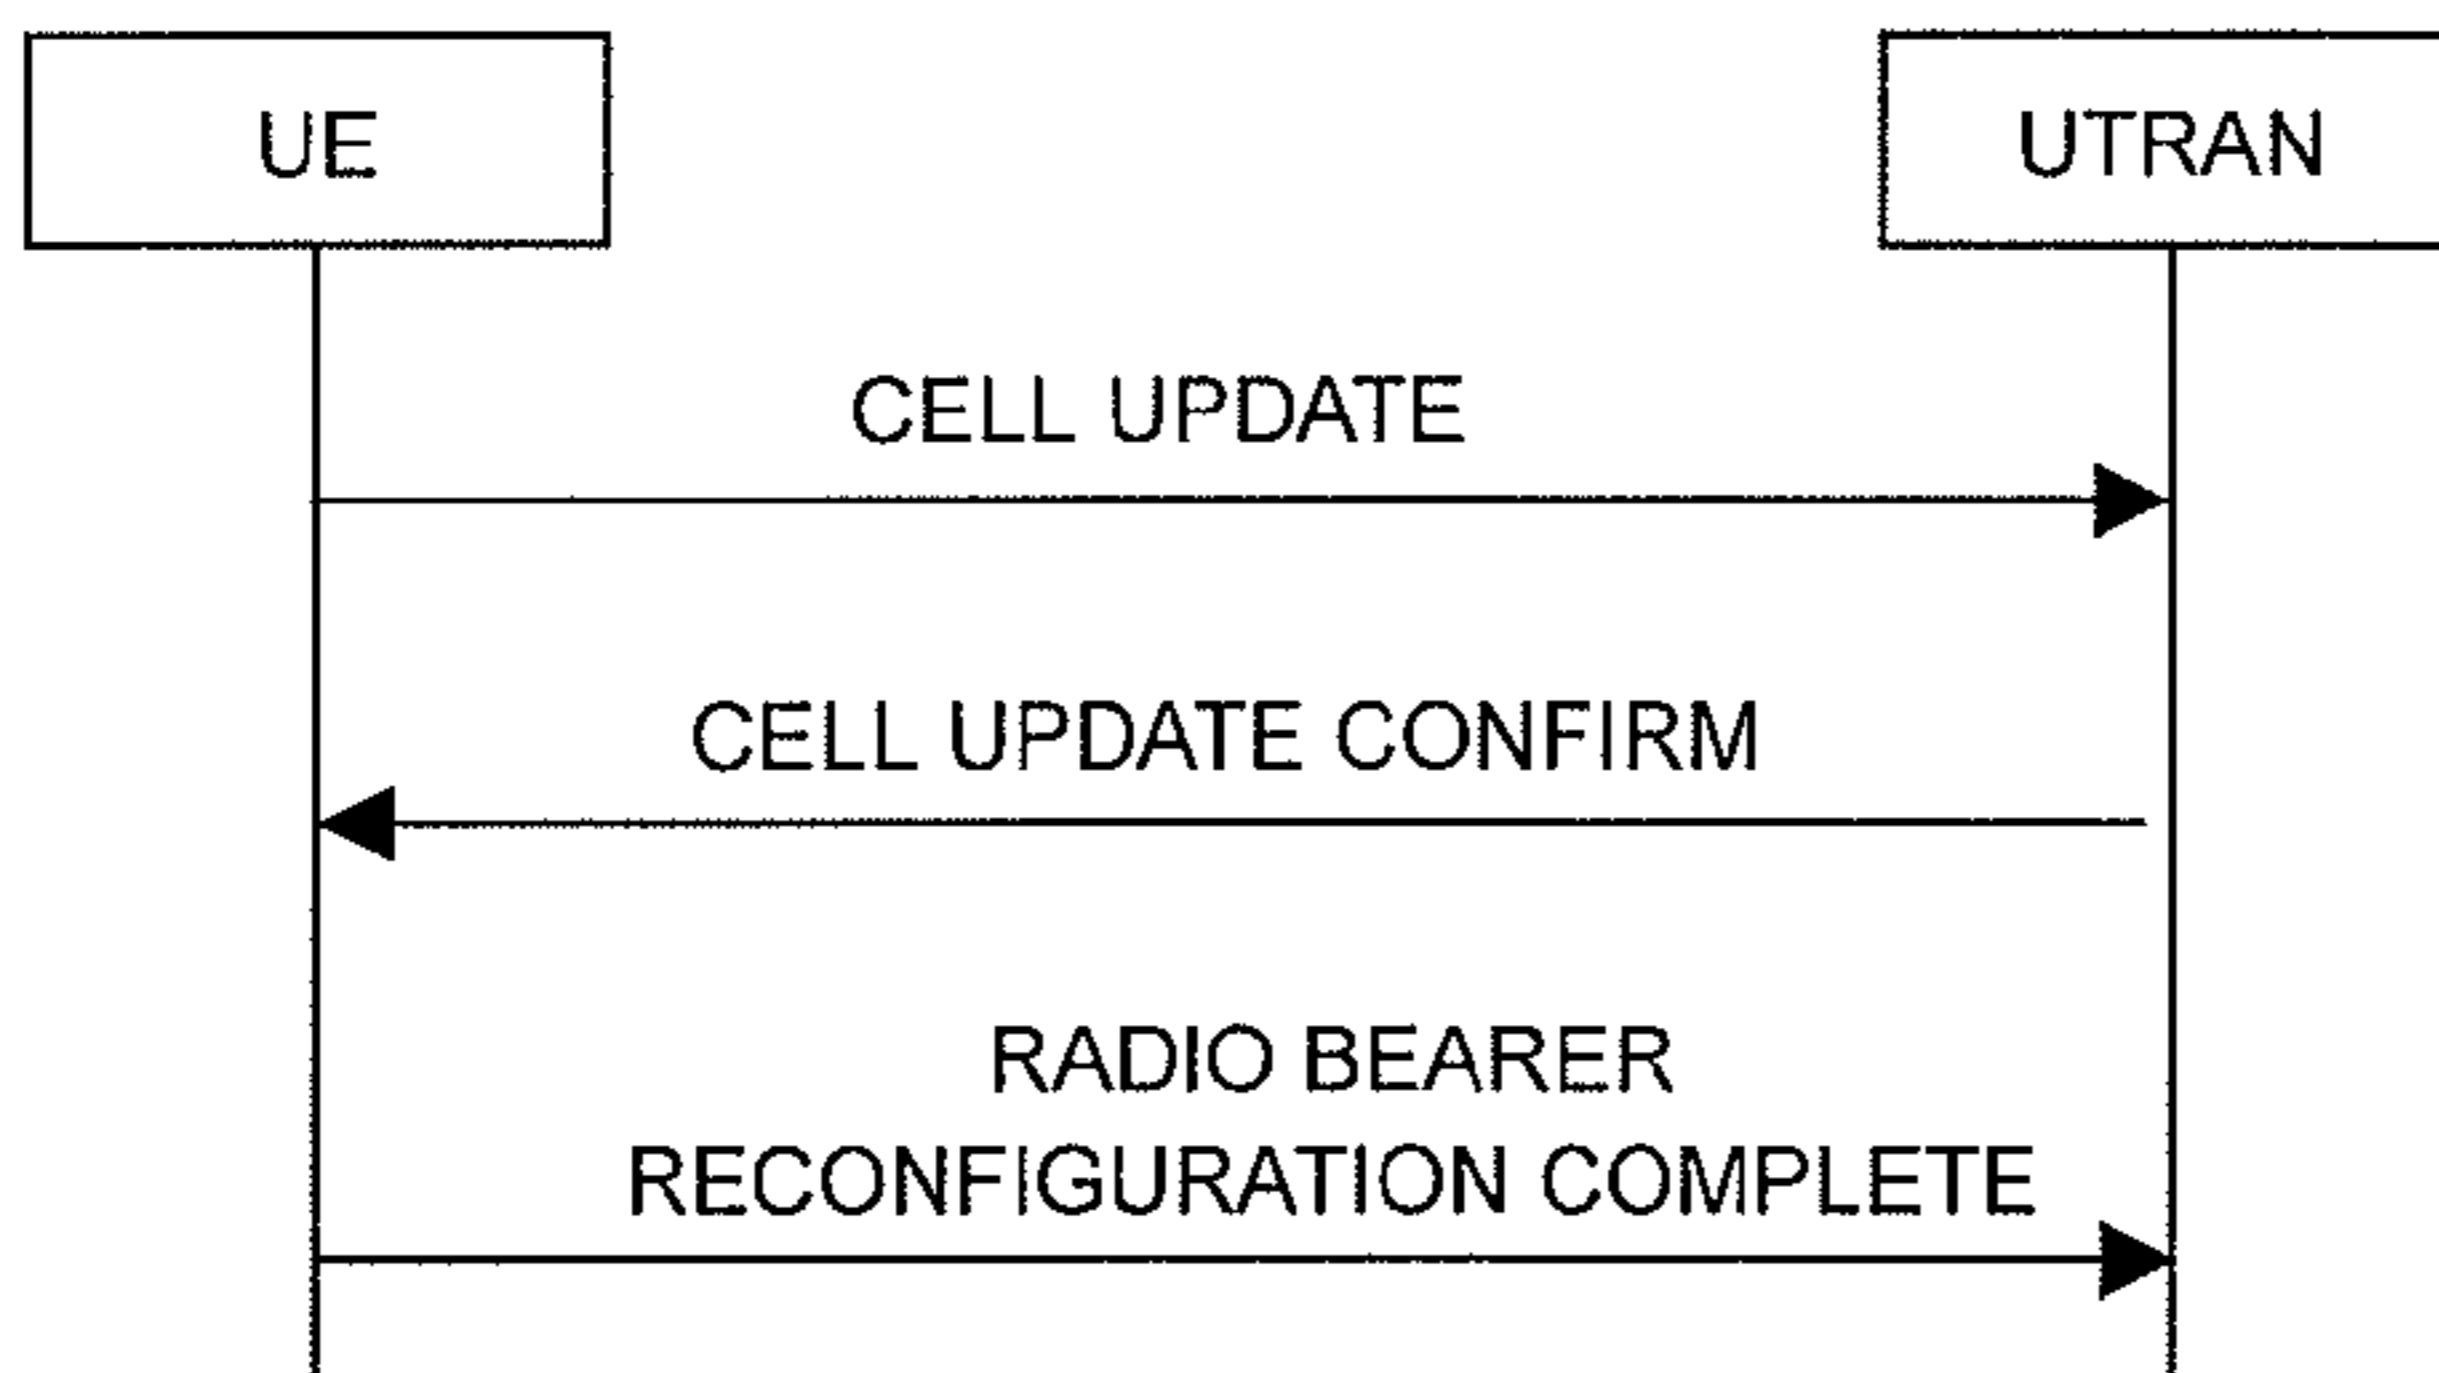 UE
UTRAN
CELL UPDATE
CELL UPDATE CONFIRM
RADIO BEARER
RECONFIGURATION COMPLETE